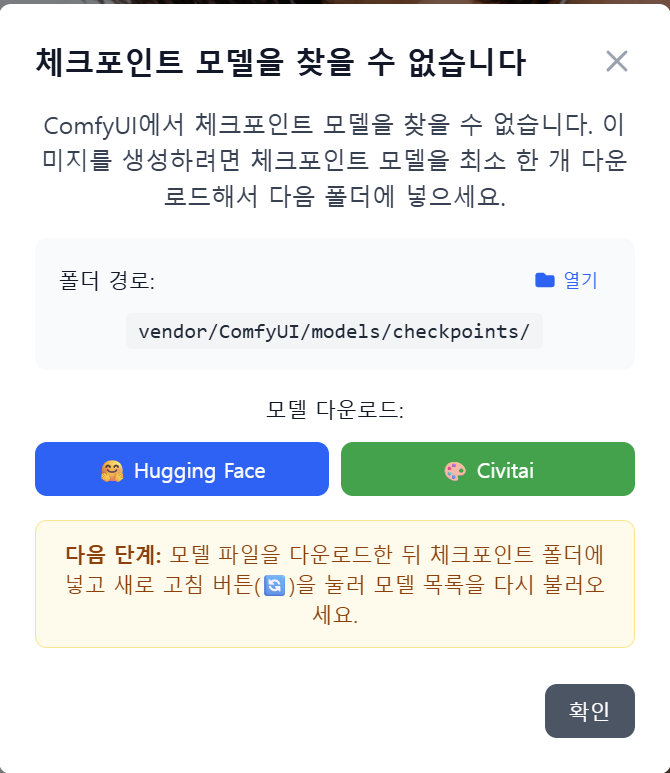 체크포인트 모델을 찾을 수 없습니다
ComfyUI에서 체크포인트 모델을 찾을 수 없습니다. 이
미지를 생성하려면 체크포인트 모델을 최소 한 개 다운
로드해서 다음 폴더에 넣으세요.
폴더 경로:
열기
vendor/ComfyUI/models/checkpoints/
모델 다운로드:
🤗 Hugging Face
🎨 Civitai
다음 단계: 모델 파일을 다운로드한 뒤 체크포인트 폴더에
넣고 새로 고침 버튼(🔄)을 눌러 모델 목록을 다시 불러오
세요.
확인